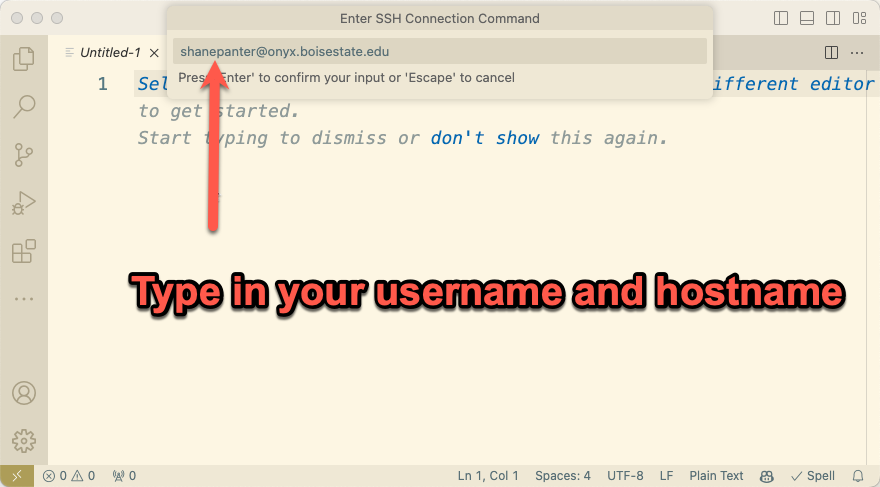 Enter SSH Connection Command
Untitled-1
shanepanter@onyx.boisestate.edu
Press 'Enter' to confirm your input or 'Escape' to cancel
1 Sel ifferent editor
to get started.
Start typing to dismiss or don't show this again.
Type in your username and hostname
0 0 0 Ln 1, Col 1 Spaces: 4 UTF-8 LF Plain Text Spell